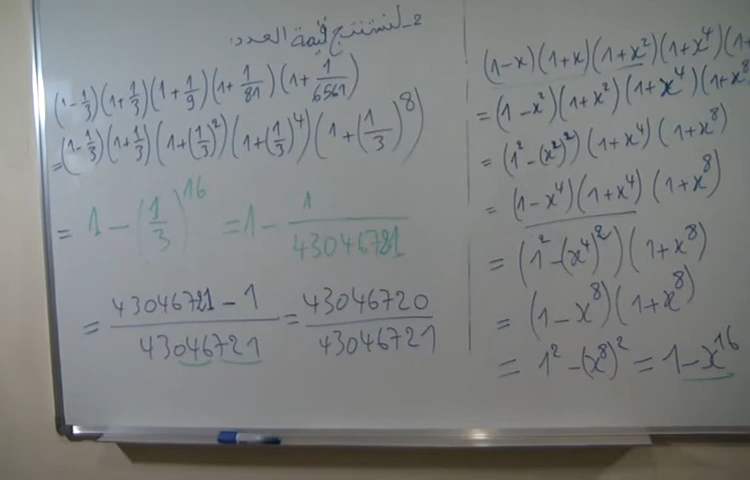 2- لنستنتج قيمة العدد:
(1-1/3)(1+1/3)(1+1/9)(1+1/81)(1+1/6561)
=(1-1/3)(1+1/3)(1+(1/3)²)(1+(1/3)⁴)(1+(1/3)⁸)
= 1-(1/3)¹⁶ = 1-1/43046721
= (43046721-1)/43046721 = 43046720/43046721
(1-x)(1+x)(1+x²)(1+x⁴)(1+
=(1-x²)(1+x²)(1+x⁴)(1+x⁸
=(1²-(x²)²)(1+x⁴)(1+x⁸)
=(1-x⁴)(1+x⁴)(1+x⁸)
=(1²-(x⁴)²)(1+x⁸)
=(1-x⁸)(1+x⁸)
= 1²-(x⁸)² = 1-x¹⁶